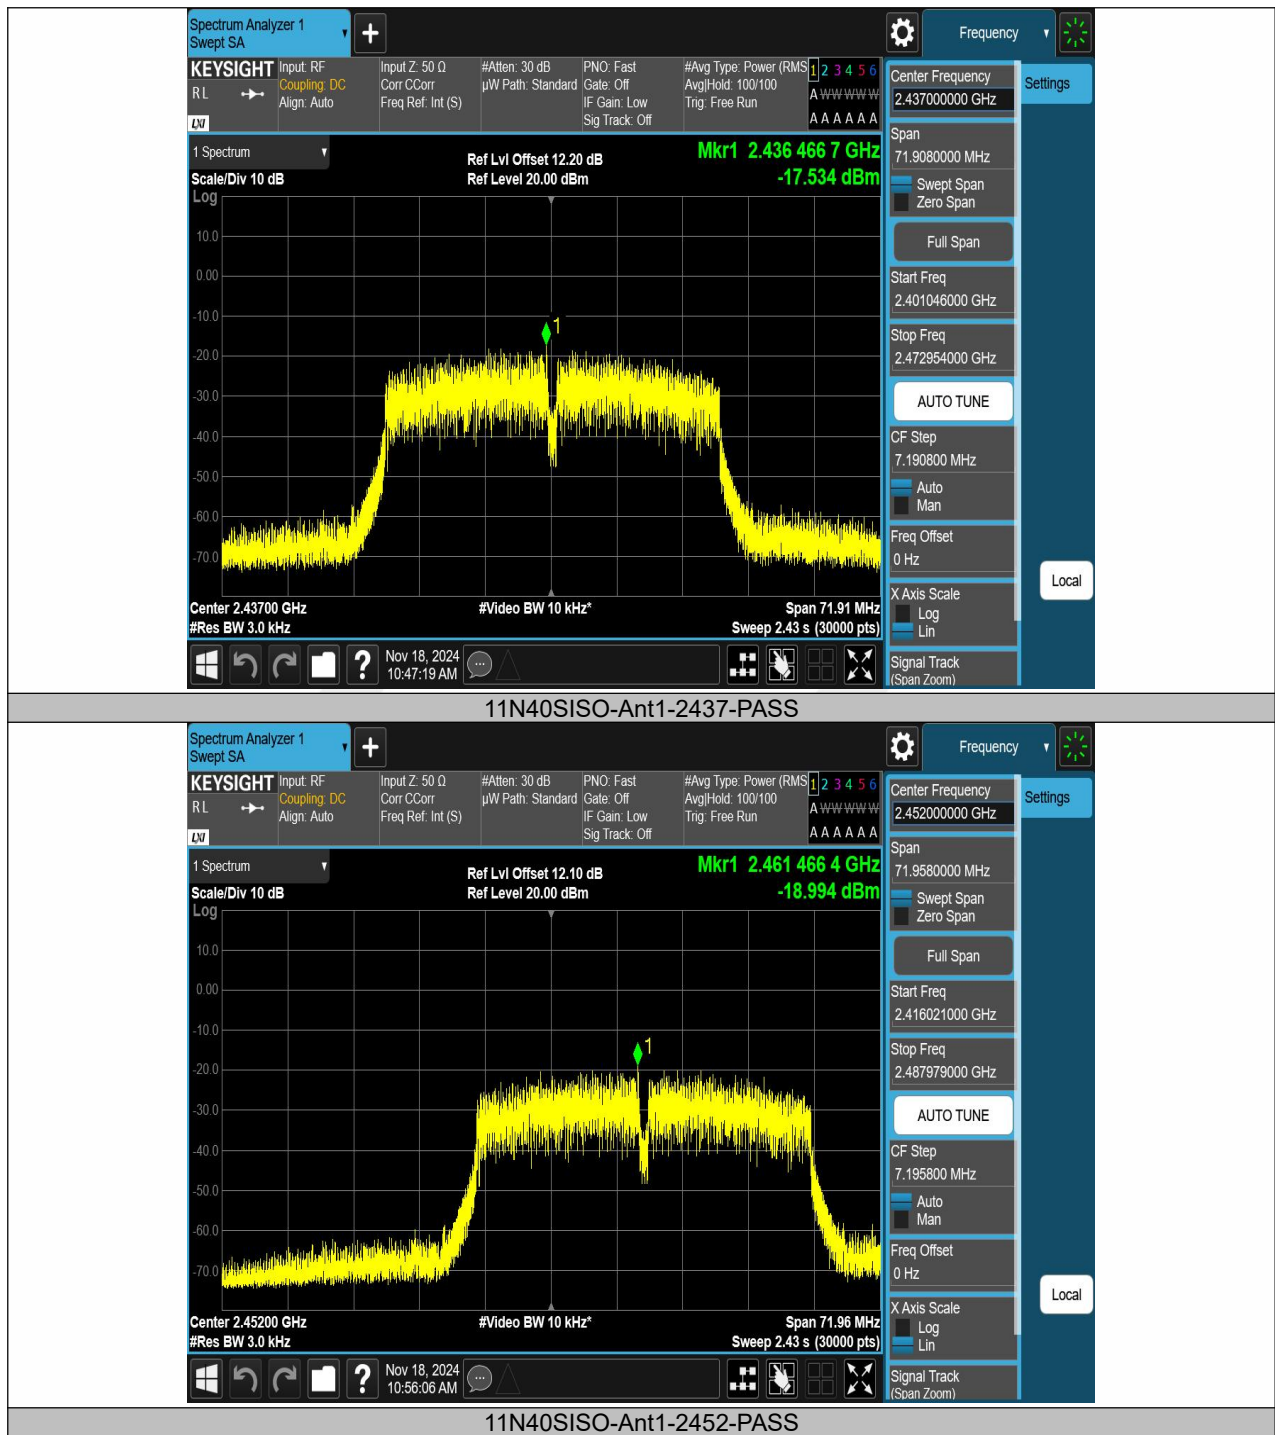 Spectrum Analyzer 1
Swept SA
Frequency
KEYSIGHT
RL
LXI
Input: RF
Coupling: DC
Align: Auto
Input Z: 50 Ω
Corr CCorr
Freq Ref: Int (S)
#Atten: 30 dB
µW Path: Standard
PNO: Fast
Gate: Off
IF Gain: Low
Sig Track: Off
#Avg Type: Power (RMS
Avg|Hold: 100/100
Trig: Free Run
1 2 3 4 5 6
A W W W W W
A A A A A A
1 Spectrum
Scale/Div 10 dB
Log
Ref Lvl Offset 12.20 dB
Ref Level 20.00 dBm
Mkr1 2.436 466 7 GHz
-17.534 dBm
10.0
0.00
-10.0
-20.0
-30.0
-40.0
-50.0
-60.0
-70.0
1
Center 2.43700 GHz
#Res BW 3.0 kHz
#Video BW 10 kHz*
Span 71.91 MHz
Sweep 2.43 s (30000 pts)
Nov 18, 2024
10:47:19 AM
Center Frequency
2.437000000 GHz
Span
71.9080000 MHz
Swept Span
Zero Span
Full Span
Start Freq
2.401046000 GHz
Stop Freq
2.472954000 GHz
AUTO TUNE
CF Step
7.190800 MHz
Auto
Man
Freq Offset
0 Hz
X Axis Scale
Log
Lin
Signal Track
(Span Zoom)
Settings
Local
11N40SISO-Ant1-2437-PASS
Spectrum Analyzer 1
Swept SA
Frequency
KEYSIGHT
RL
LXI
Input: RF
Coupling: DC
Align: Auto
Input Z: 50 Ω
Corr CCorr
Freq Ref: Int (S)
#Atten: 30 dB
µW Path: Standard
PNO: Fast
Gate: Off
IF Gain: Low
Sig Track: Off
#Avg Type: Power (RMS
Avg|Hold: 100/100
Trig: Free Run
1 2 3 4 5 6
A W W W W W
A A A A A A
1 Spectrum
Scale/Div 10 dB
Log
Ref Lvl Offset 12.10 dB
Ref Level 20.00 dBm
Mkr1 2.461 466 4 GHz
-18.994 dBm
10.0
0.00
-10.0
-20.0
-30.0
-40.0
-50.0
-60.0
-70.0
1
Center 2.45200 GHz
#Res BW 3.0 kHz
#Video BW 10 kHz*
Span 71.96 MHz
Sweep 2.43 s (30000 pts)
Nov 18, 2024
10:56:06 AM
Center Frequency
2.452000000 GHz
Span
71.9580000 MHz
Swept Span
Zero Span
Full Span
Start Freq
2.416021000 GHz
Stop Freq
2.487979000 GHz
AUTO TUNE
CF Step
7.195800 MHz
Auto
Man
Freq Offset
0 Hz
X Axis Scale
Log
Lin
Signal Track
(Span Zoom)
Settings
Local
11N40SISO-Ant1-2452-PASS